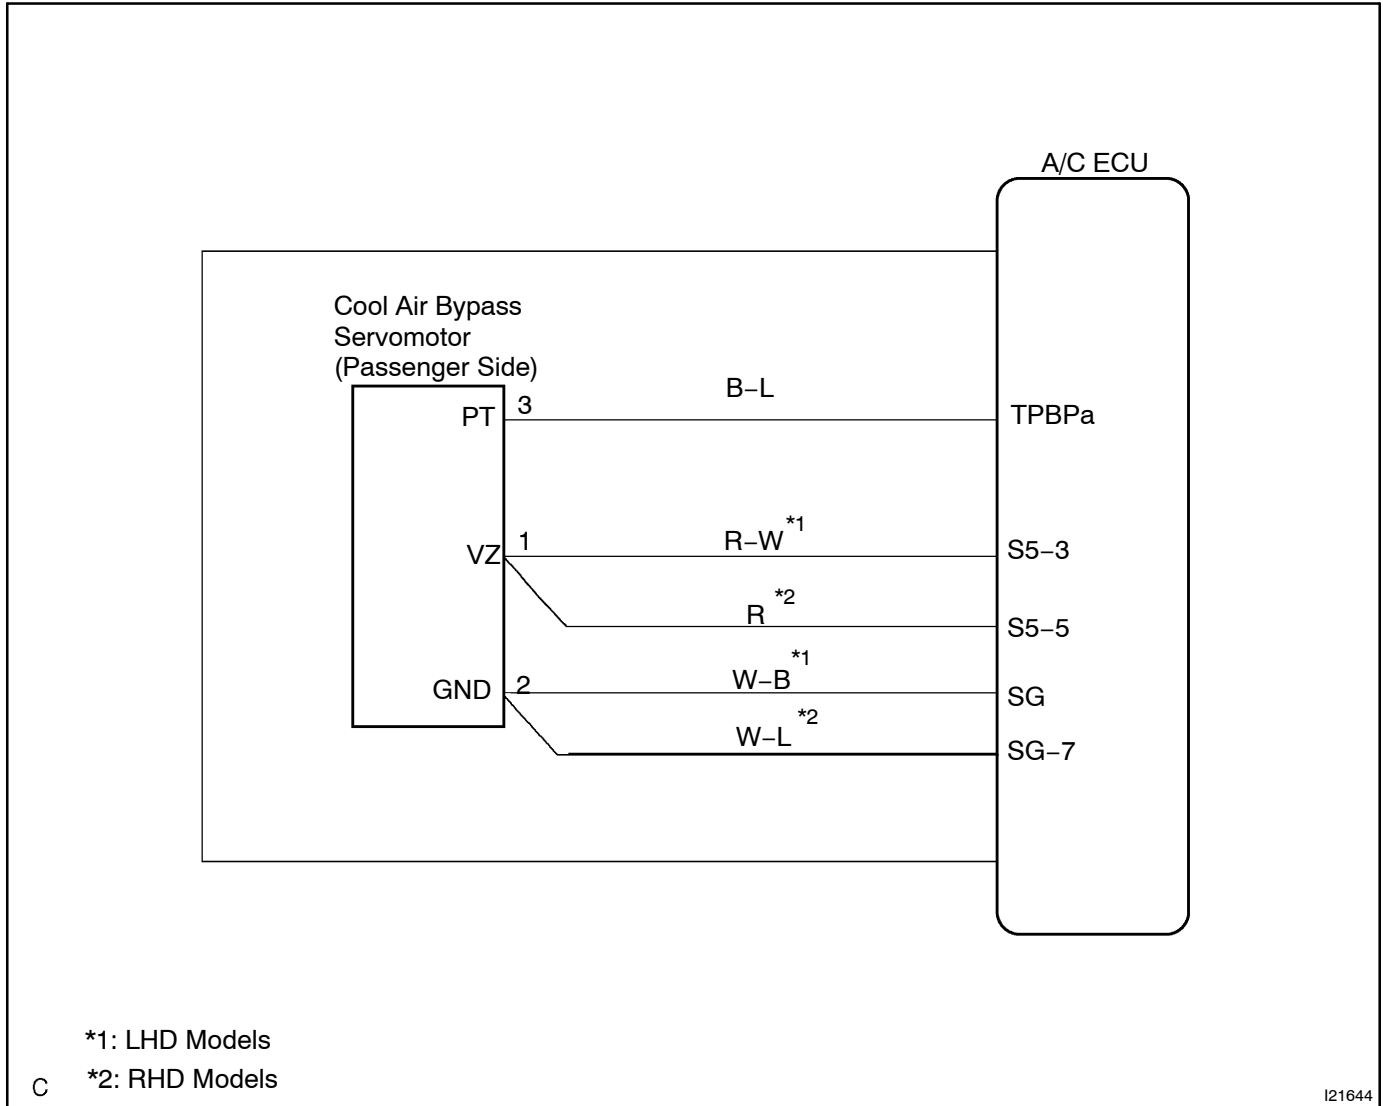 A/C ECU
Cool Air Bypass
Servomotor
(Passenger Side)
PT 3 B−L TPBPa
VZ 1 R−W *1 S5−3
R *2 S5−5
GND 2 W−B *1 SG
W−L *2 SG−7
*1: LHD Models
*2: RHD Models
C
I21644